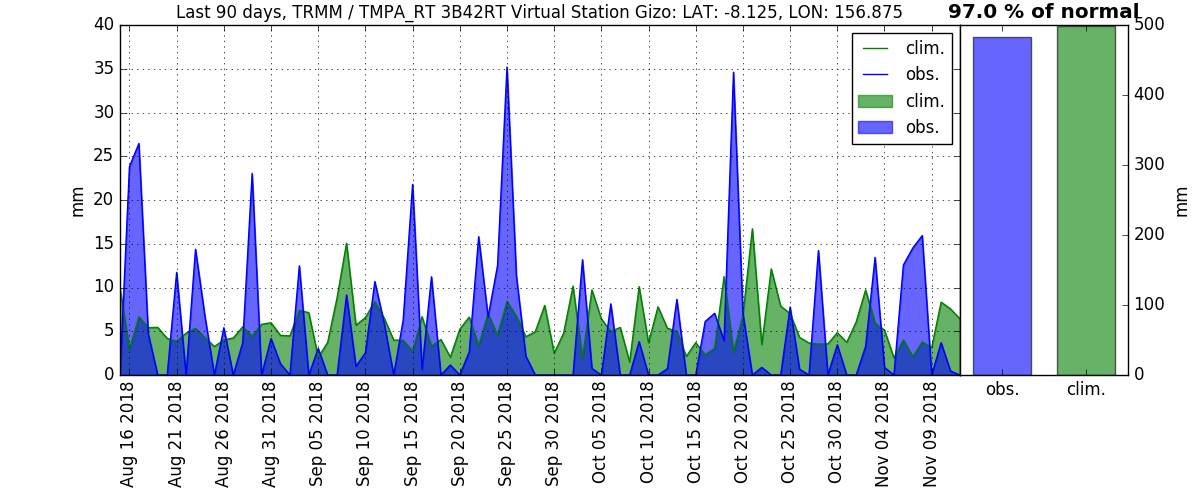 Last 90 days, TRMM / TMPA_RT 3B42RT Virtual Station Gizo: LAT: -8.125, LON: 156.875
97.0 % of normal
mm
40
35
30
25
20
15
10
5
0
clim.
obs.
clim.
obs.
Aug 16 2018
Aug 21 2018
Aug 26 2018
Aug 31 2018
Sep 05 2018
Sep 10 2018
Sep 15 2018
Sep 20 2018
Sep 25 2018
Sep 30 2018
Oct 05 2018
Oct 10 2018
Oct 15 2018
Oct 20 2018
Oct 25 2018
Oct 30 2018
Nov 04 2018
Nov 09 2018
500
400
300
200
100
0
mm
obs.
clim.